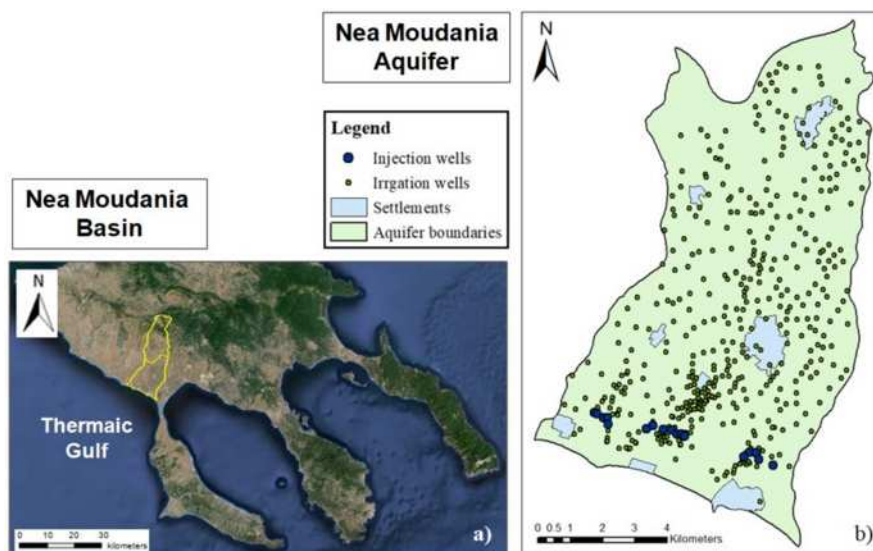 Nea Moudania
Aquifer
Legend
Injection wells
Irrgation wells
Settlements
Aquifer boundaries
Nea Moudania
Basin
N
Thermaic
Gulf
0 5 10 20 30
kilometers
a)
N
0 0.5 1 2 3 4
Kilometers
b)